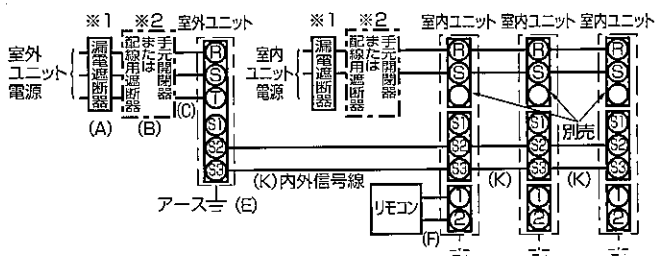 ※1 ※2 室外ユニット
室外
ユニット
電源
漏電遮断器
手元開閉器
または
配線用遮断器
(A)
(B)
(C)
R
S
T
S1
S2
S3
アース
(E)
(K)内外信号線
※1 ※2
室内
ユニット
電源
漏電遮断器
手元開閉器
または
配線用遮断器
室内ユニット 室内ユニット 室内ユニット
R R R
S S S
別売
S1 S1 S1
S2 S2 S2
S3 S3 S3
(K) (K)
リモコン
(F)
1 1 1
2 2 2